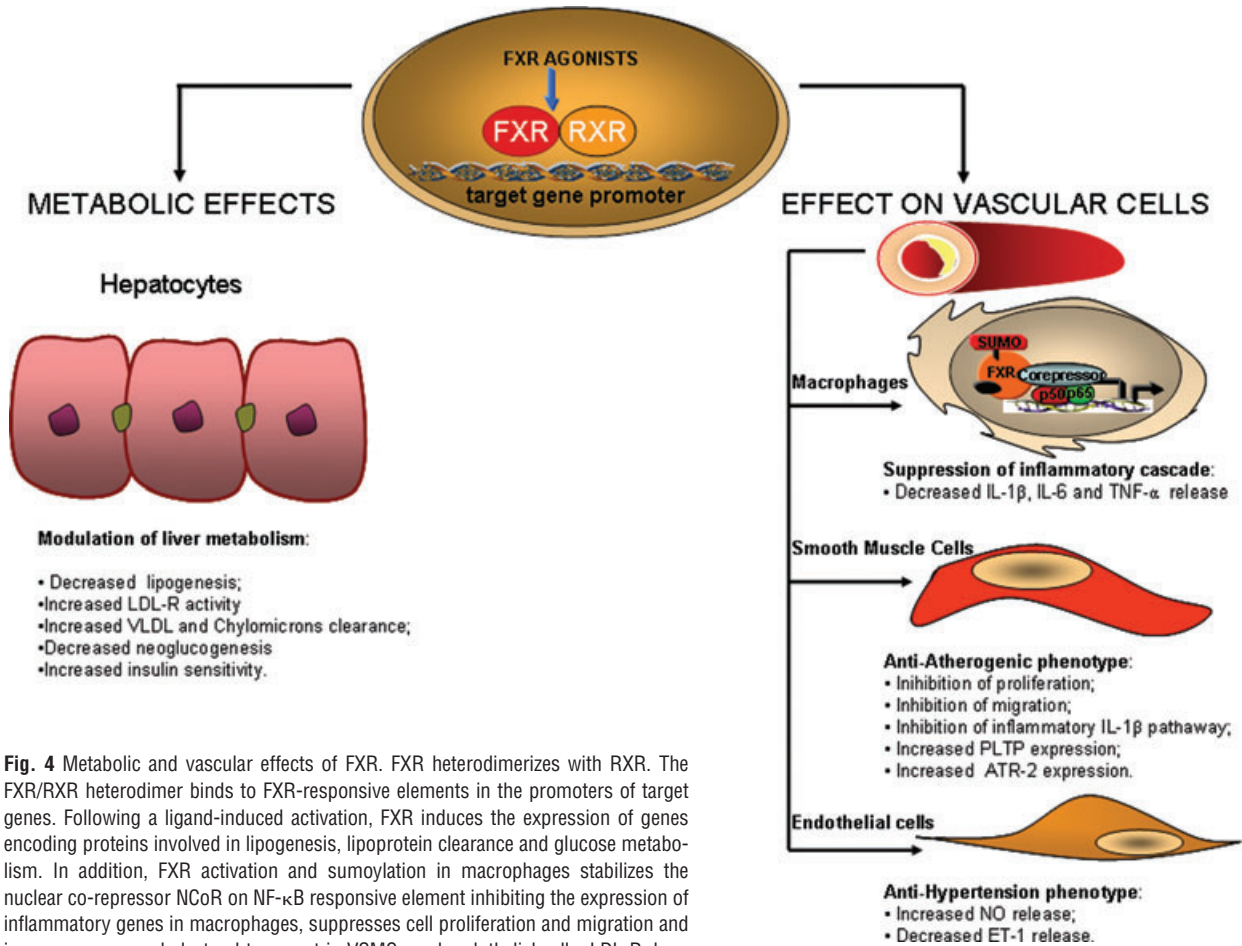 FXR AGONISTS
FXR RXR
target gene promoter
METABOLIC EFFECTS
Hepatocytes
Modulation of liver metabolism:
• Decreased lipogenesis;
•Increased LDL-R activity
•Increased VLDL and Chylomicrons clearance;
•Decreased neoglucogenesis
•Increased insulin sensitivity.
EFFECT ON VASCULAR CELLS
Macrophages
SUMO
FXR
Corepressor
p50 p65
Suppression of inflammatory cascade:
• Decreased IL-1β, IL-6 and TNF-α release
Smooth Muscle Cells
Anti-Atherogenic phenotype:
• Inihibition of proliferation;
• Inhibition of migration;
• Inhibition of inflammatory IL-1β pathaway;
• Increased PLTP expression;
• Increased ATR-2 expression.
Endothelial cells
Anti-Hypertension phenotype:
• Increased NO release;
• Decreased ET-1 release.
Fig. 4 Metabolic and vascular effects of FXR. FXR heterodimerizes with RXR. The
FXR/RXR heterodimer binds to FXR-responsive elements in the promoters of target
genes. Following a ligand-induced activation, FXR induces the expression of genes
encoding proteins involved in lipogenesis, lipoprotein clearance and glucose metabo-
lism. In addition, FXR activation and sumoylation in macrophages stabilizes the
nuclear co-repressor NCoR on NF-κB responsive element inhibiting the expression of
inflammatory genes in macrophages, suppresses cell proliferation and migration and